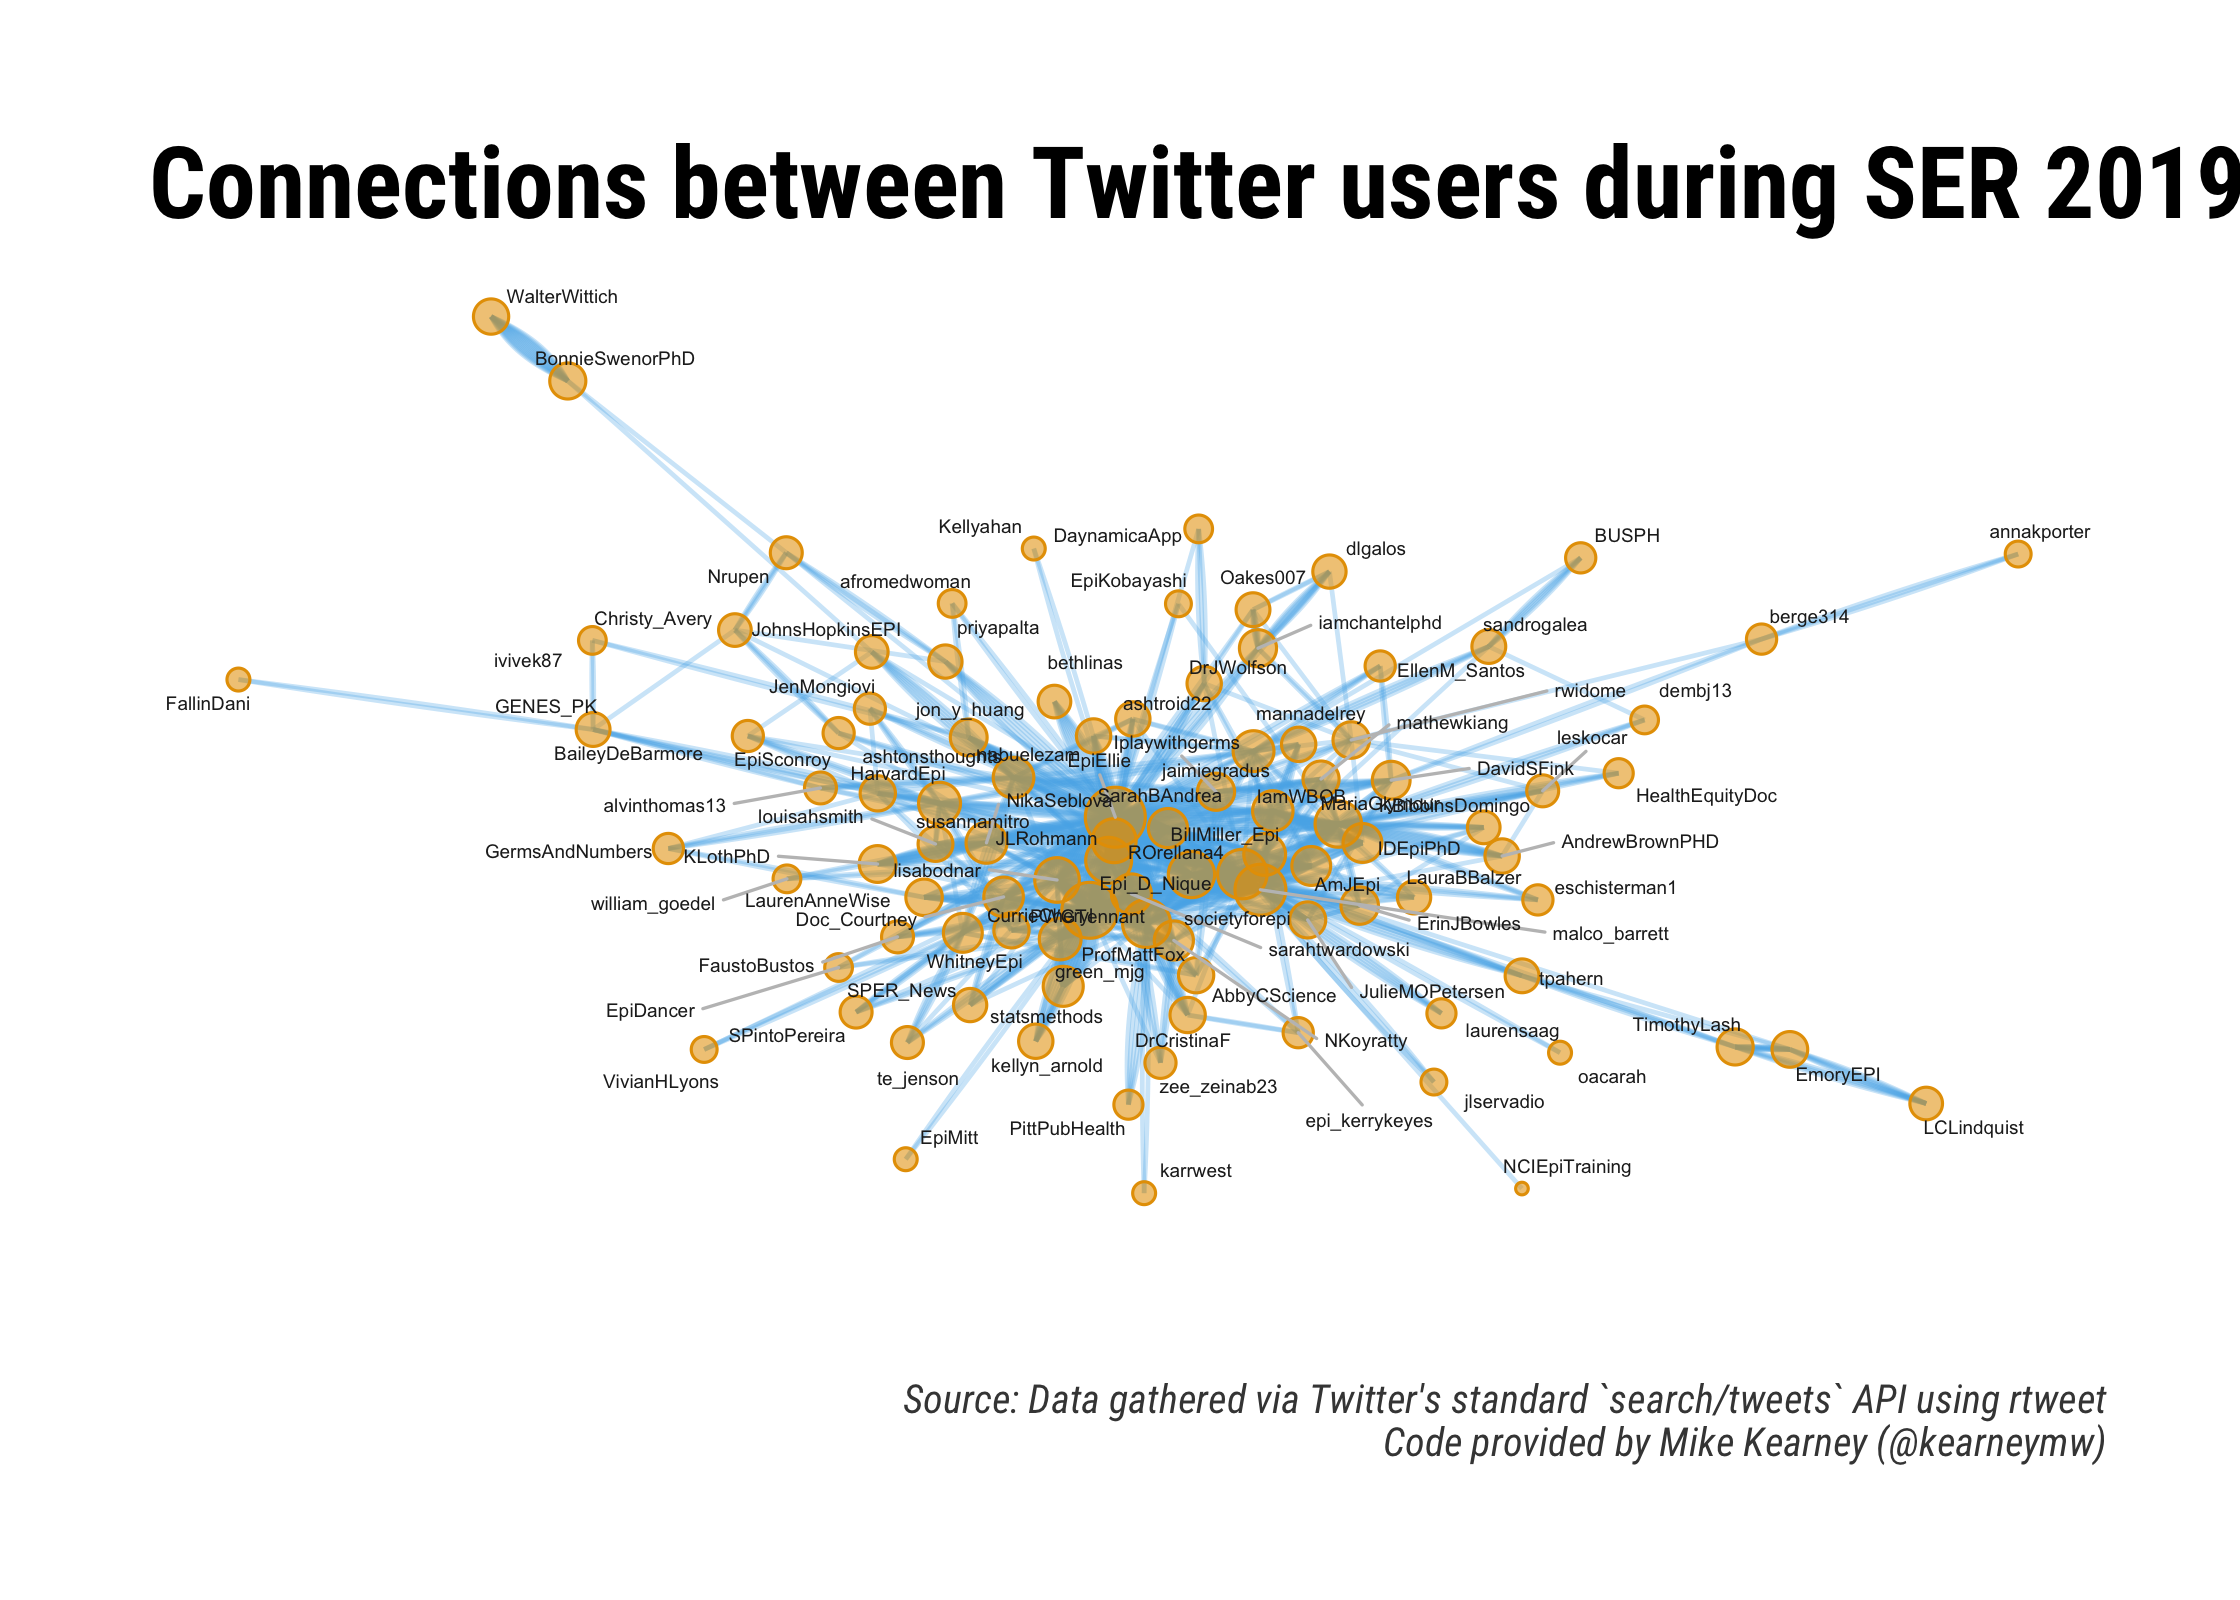 Connections between Twitter users during SER 2019
WalterWittich
BonnieSwenorPhD
Kellyahan
DaynamicaApp
BUSPH
annakporter
dlgalos
Nrupen
afromedwoman
EpiKobayashi
Oakes007
Christy_Avery
JohnsHopkinsEPI
priyapalta
iamchantelphd
sandrogalea
berge314
ivivek87
bethlinas
DrJWolfson
EllenM_Santos
JenMongiovi
rwidome
dembj13
FallinDani
GENES_PK
jon_y_huang
ashtroid22
mannadelrey
mathewkiang
leskocar
BaileyDeBarmore
EpiSconroy
ashtonsthoughts
nabuelezam
EpiEllie
Iplaywithgerms
HarvardEpi
jaimiegradus
DavidSFink
alvinthomas13
NikaSeblova
SarahBAndrea
IamWBOB
MariaGlymour
KBibbinsDomingo
HealthEquityDoc
louisahsmith
susannamitro
JLRohmann
BillMiller_Epi
AndrewBrownPHD
GermsAndNumbers
KLothPhD
ROrellana4
IDEpiPhD
lisabodnar
LauraBBalzer
Epi_D_Nique
AmJEpi
eschisterman1
william_goedel
LaurenAnneWise
Doc_Courtney
CurrieCheryl
PWGTennant
societyforepi
ErinJBowles
malco_barrett
sarahtwardowski
FaustoBustos
WhitneyEpi
ProfMattFox
green_mjg
tpahern
SPER_News
AbbyCScience
JulieMOPetersen
EpiDancer
statsmethods
laurensaag
TimothyLash
SPintoPereira
DrCristinaF
NKoyratty
kellyn_arnold
VivianHLyons
te_jenson
zee_zeinab23
oacarah
EmoryEPI
jlservadio
PittPubHealth
epi_kerrykeyes
LCLindquist
EpiMitt
karrwest
NCIEpiTraining
Source: Data gathered via Twitter's standard `search/tweets` API using rtweet
Code provided by Mike Kearney (@kearneymw)